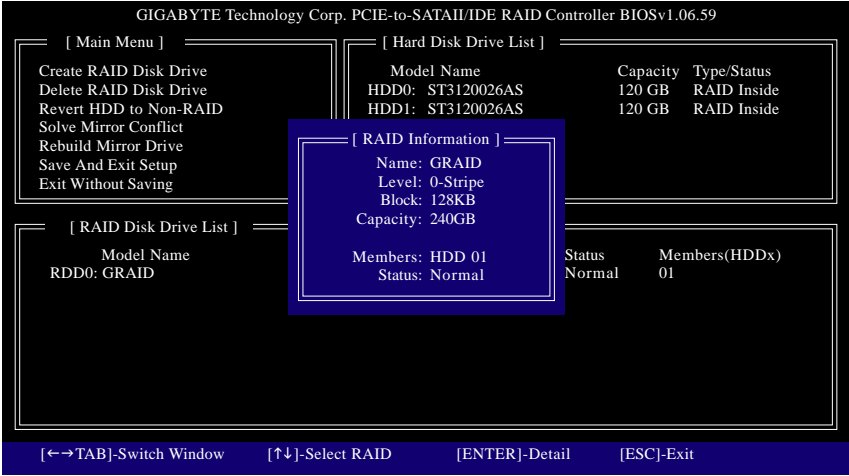 GIGABYTE Technology Corp. PCIE-to-SATAII/IDE RAID Controller BIOSv1.06.59
[ Main Menu ]
Create RAID Disk Drive
Delete RAID Disk Drive
Revert HDD to Non-RAID
Solve Mirror Conflict
Rebuild Mirror Drive
Save And Exit Setup
Exit Without Saving
[ Hard Disk Drive List ]
Model Name Capacity Type/Status
HDD0: ST3120026AS 120 GB RAID Inside
HDD1: ST3120026AS 120 GB RAID Inside
[ RAID Information ]
Name: GRAID
Level: 0-Stripe
Block: 128KB
Capacity: 240GB
Members: HDD 01
Status: Normal
[ RAID Disk Drive List ]
Model Name Status Members(HDDx)
RDD0: GRAID Normal 01
[←→TAB]-Switch Window [↑↓]-Select RAID [ENTER]-Detail [ESC]-Exit